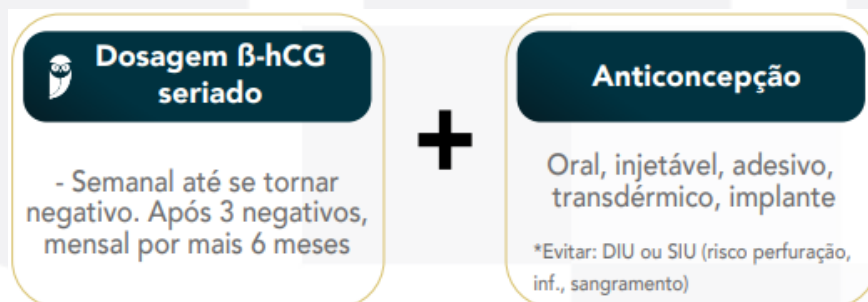 Dosagem ß-hCG
seriado
- Semanal até se tornar
negativo. Após 3 negativos,
mensal por mais 6 meses
+
Anticoncepção
Oral, injetável, adesivo,
transdérmico, implante
*Evitar: DIU ou SIU (risco perfuração,
inf., sangramento)